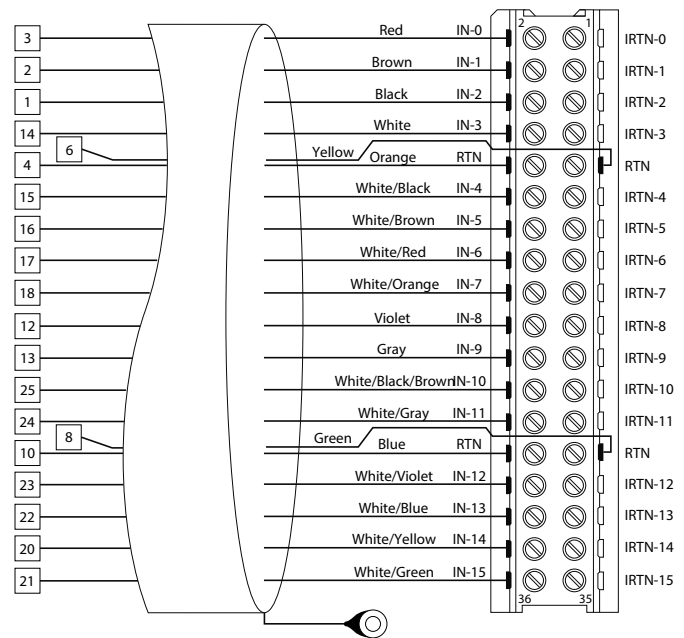 2 1
3 Red IN-0 IRTN-0
2 Brown IN-1 IRTN-1
1 Black IN-2 IRTN-2
14 White IN-3 IRTN-3
6 Yellow
4 Orange RTN RTN
15 White/Black IN-4 IRTN-4
16 White/Brown IN-5 IRTN-5
17 White/Red IN-6 IRTN-6
18 White/Orange IN-7 IRTN-7
12 Violet IN-8 IRTN-8
13 Gray IN-9 IRTN-9
25 White/Black/Brown IN-10 IRTN-10
24 White/Gray IN-11 IRTN-11
8 Green
10 Blue RTN RTN
23 White/Violet IN-12 IRTN-12
22 White/Blue IN-13 IRTN-13
20 White/Yellow IN-14 IRTN-14
21 White/Green IN-15 IRTN-15
36 35